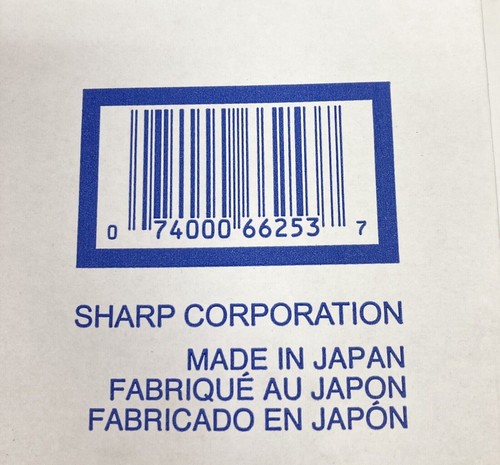 0 74000 66253 7
SHARP CORPORATION
MADE IN JAPAN
FABRIQUÉ AU JAPON
FABRICADO EN JAPÓN